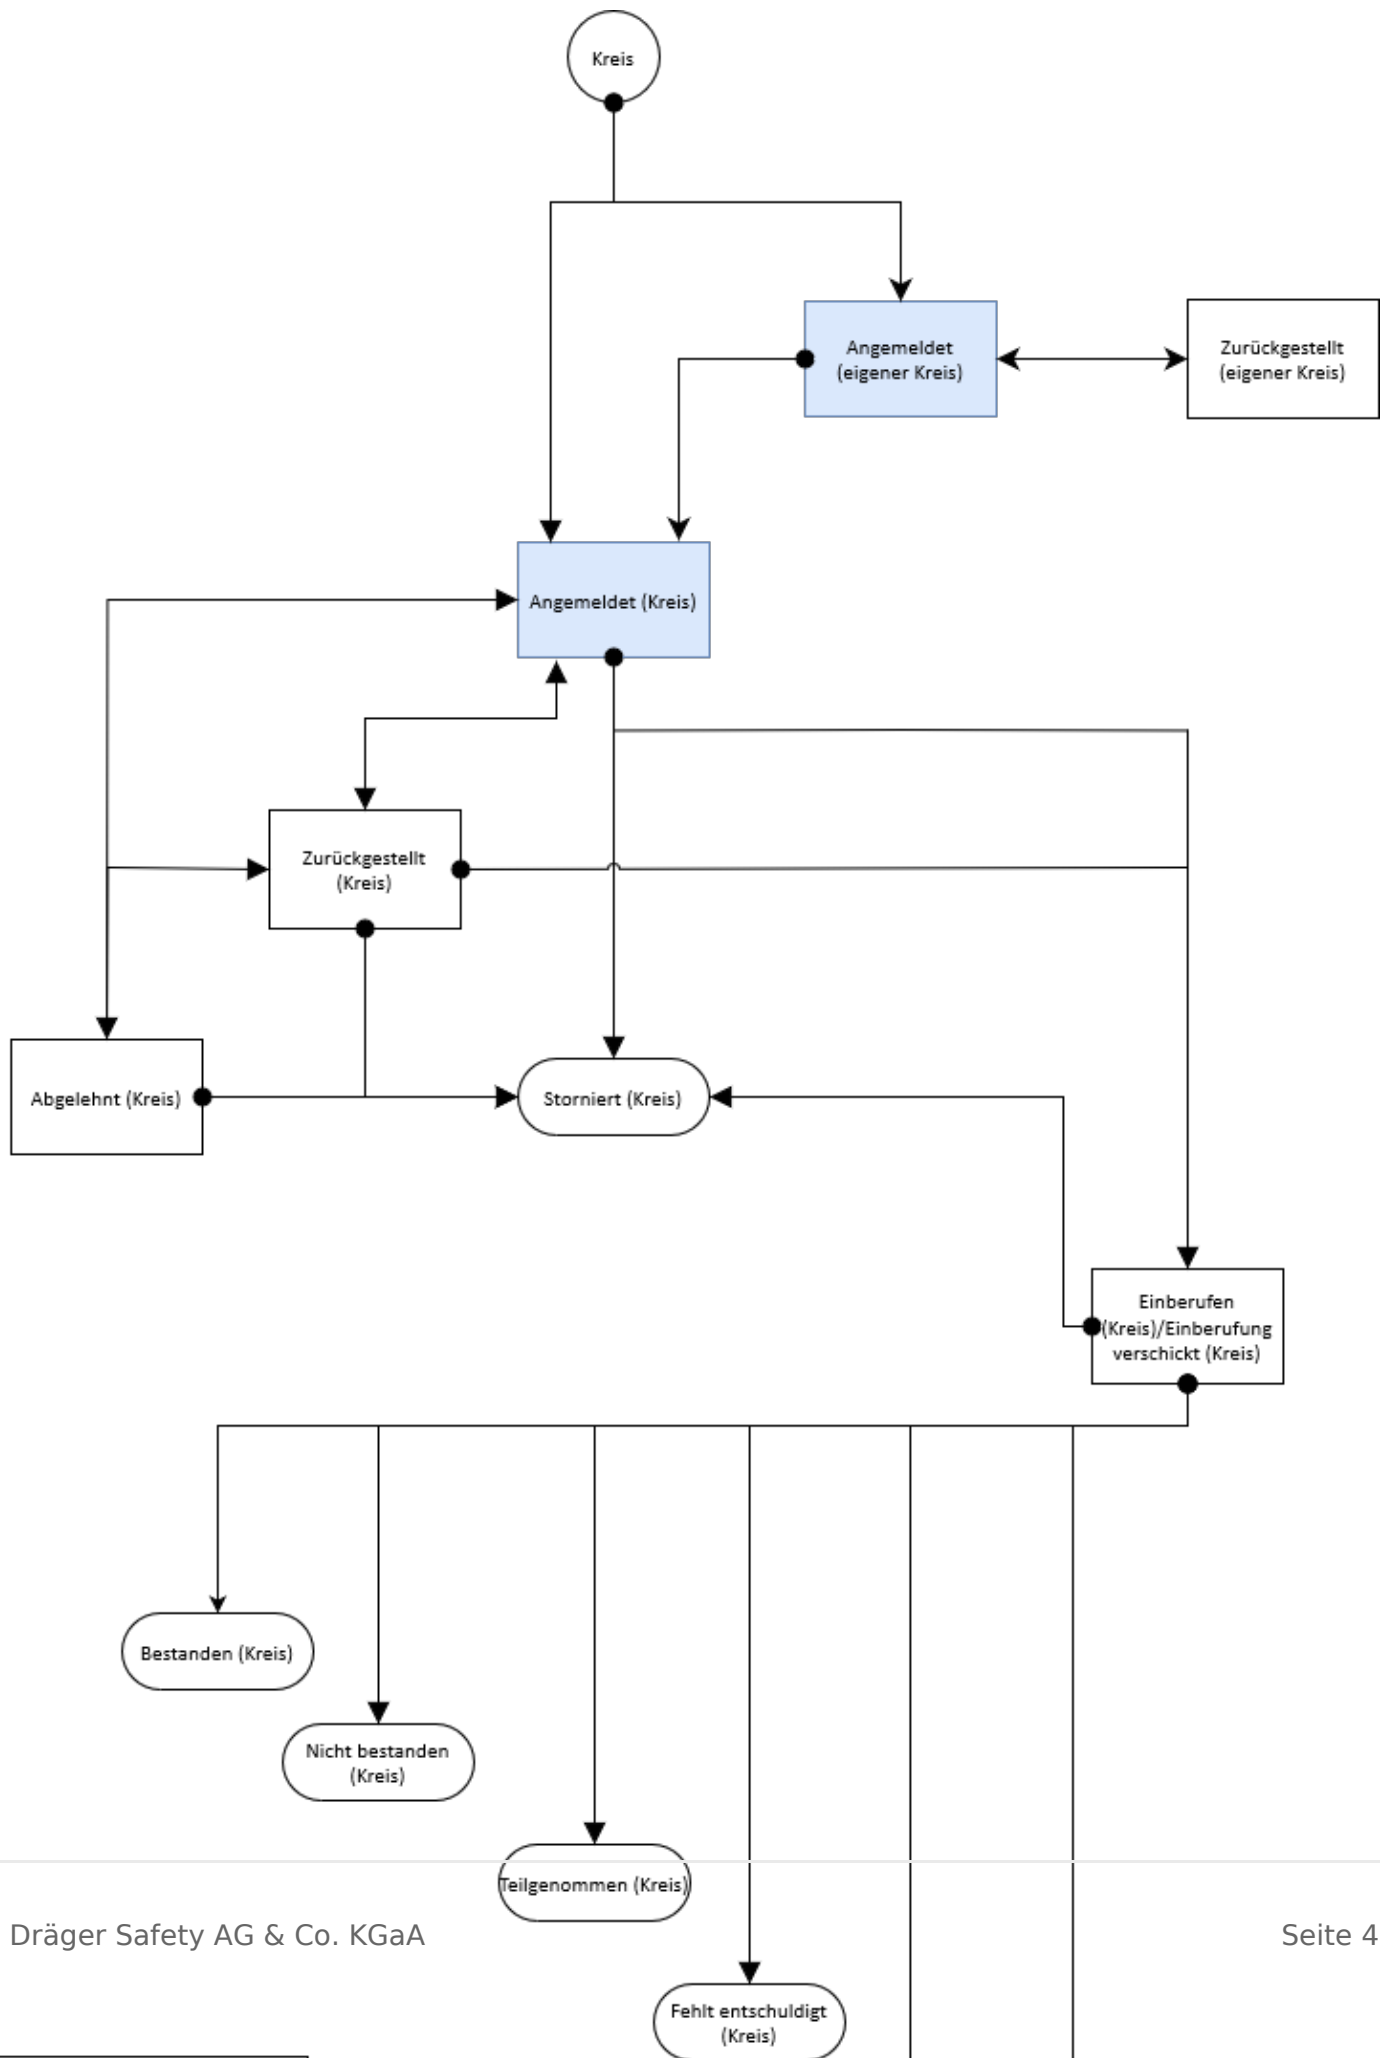 Kreis
Angemeldet
(eigener Kreis)
Zurückgestellt
(eigener Kreis)
Angemeldet (Kreis)
Zurückgestellt
(Kreis)
Abgelehnt (Kreis)
Storniert (Kreis)
Einberufen
(Kreis)/Einberufung
verschickt (Kreis)
Bestanden (Kreis)
Nicht bestanden
(Kreis)
Teilgenommen (Kreis)
Dräger Safety AG & Co. KGaA
Seite 4
Fehlt entschuldigt
(Kreis)